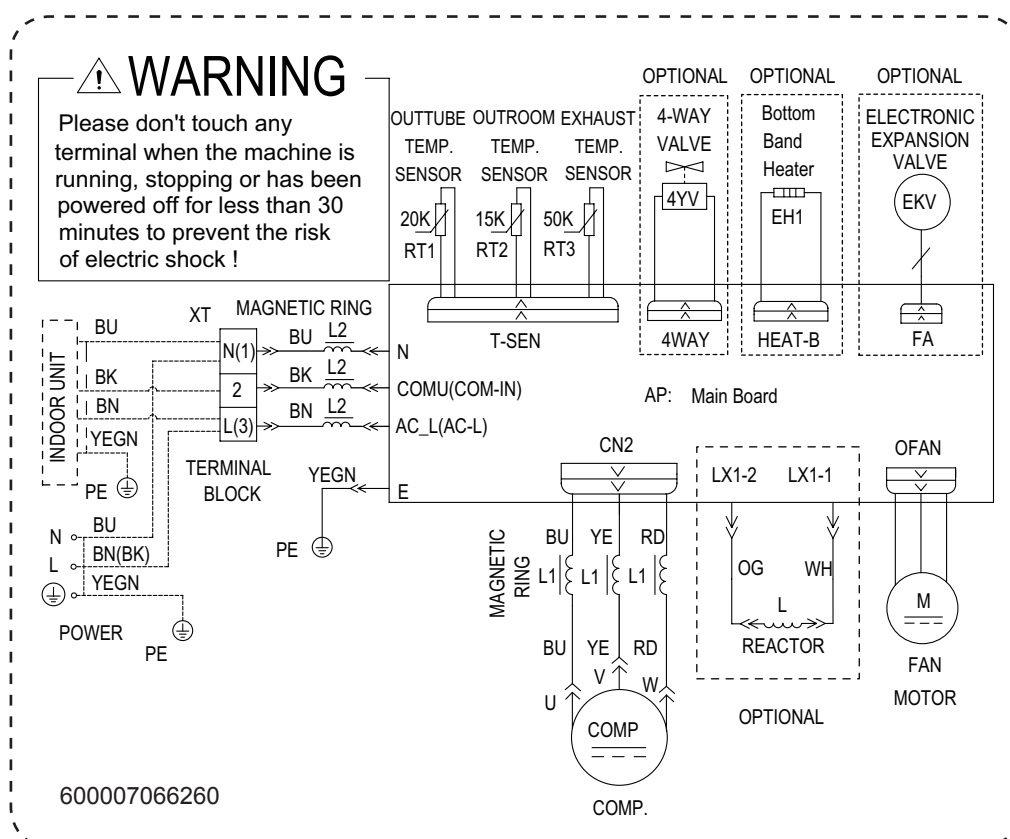 WARNING
Please don't touch any
terminal when the machine is
running, stopping or has been
powered off for less than 30
minutes to prevent the risk
of electric shock !
OUTTUBE OUTROOM EXHAUST
TEMP. TEMP. TEMP.
SENSOR SENSOR SENSOR
20K 15K 50K
RT1 RT2 RT3
T-SEN
OPTIONAL
4-WAY
VALVE
4YV
4WAY
OPTIONAL
Bottom
Band
Heater
EH1
HEAT-B
OPTIONAL
ELECTRONIC
EXPANSION
VALVE
EKV
FA
XT
MAGNETIC RING
INDOOR UNIT
BU
N(1)
BU
L2
N
BK
2
BK
L2
COMU(COM-IN)
BN
L(3)
BN
L2
AC_L(AC-L)
YEGN
PE
TERMINAL
BLOCK
YEGN
E
PE
N
BU
L
BN(BK)
YEGN
POWER
PE
AP: Main Board
CN2
MAGNETIC
RING
BU YE RD
L1 L1 L1
BU YE RD
U V W
COMP
COMP.
LX1-2 LX1-1
OG WH
L
REACTOR
OPTIONAL
OFAN
M
FAN
MOTOR
600007066260